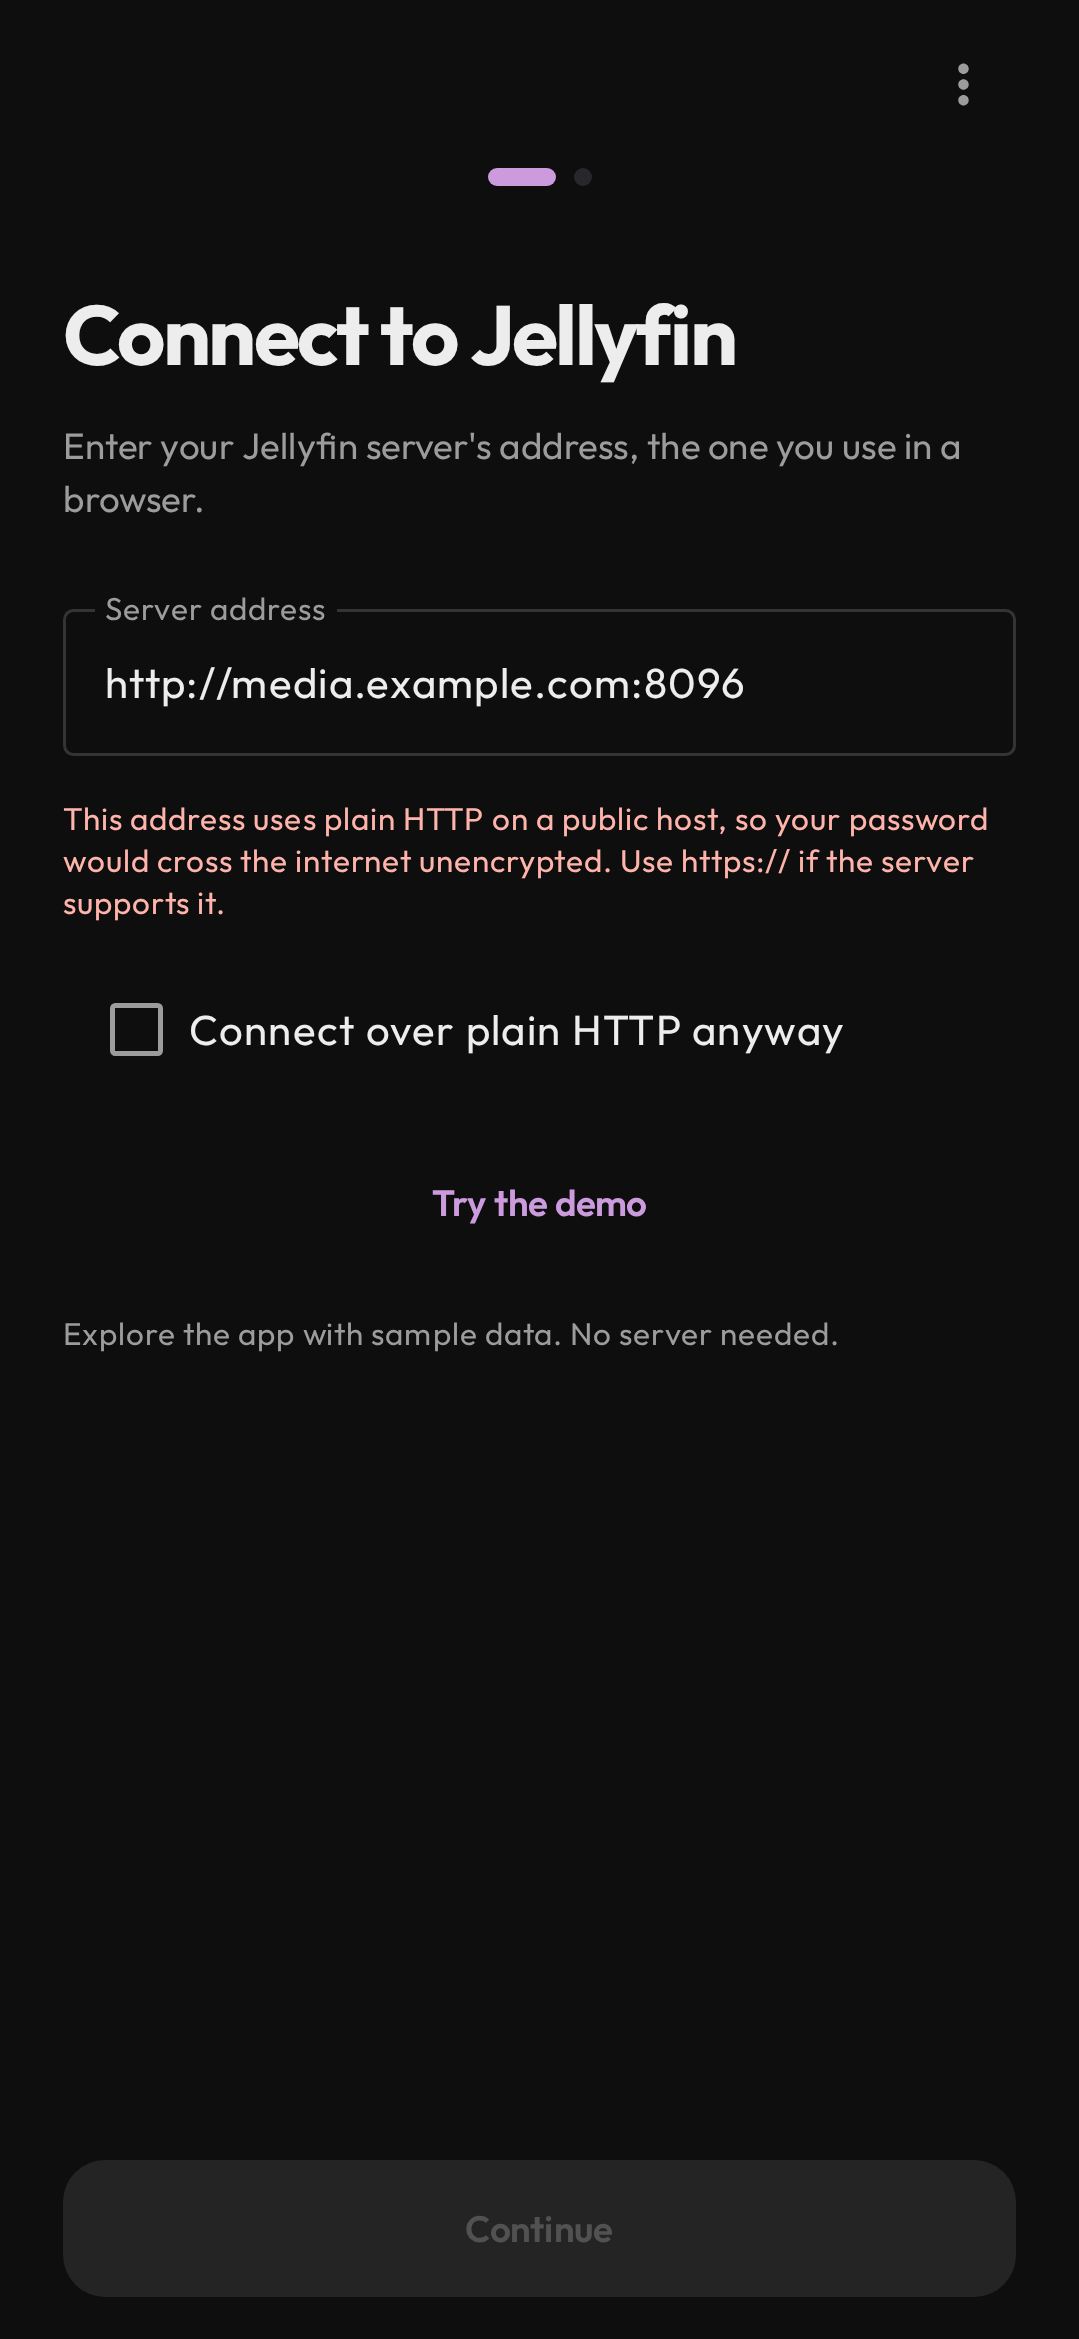 Connect to Jellyfin
Enter your Jellyfin server's address, the one you use in a
browser.
Server address
http://media.example.com:8096
This address uses plain HTTP on a public host, so your password
would cross the internet unencrypted. Use https:// if the server
supports it.
Connect over plain HTTP anyway
Try the demo
Explore the app with sample data. No server needed.
Continue